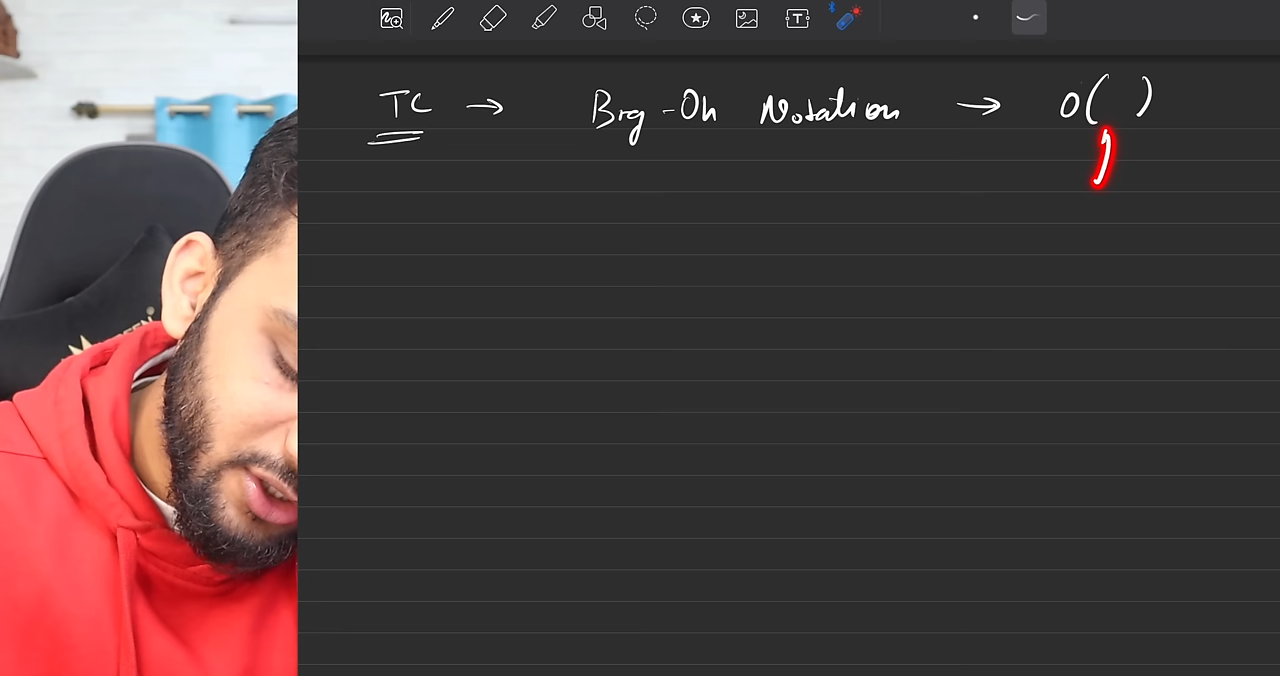 TC → Big-Oh Notation → O( )